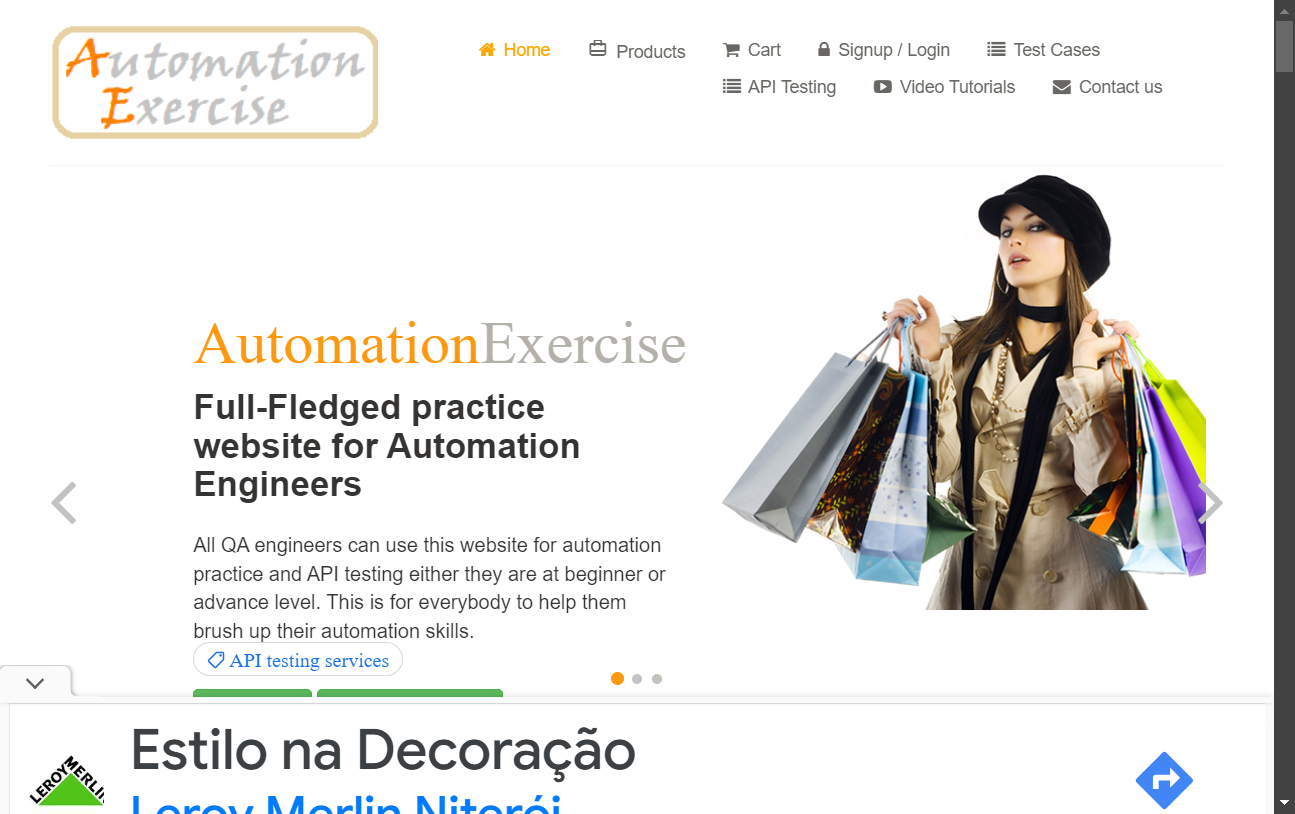 Automation
Exercise
Home
Products
Cart
Signup / Login
Test Cases
API Testing
Video Tutorials
Contact us
AutomationExercise
Full-Fledged practice
website for Automation
Engineers
All QA engineers can use this website for automation
practice and API testing either they are at beginner or
advance level. This is for everybody to help them
brush up their automation skills.
API testing services
Estilo na Decoração
LEROY MERLIN
Leroy Merlin Niterói